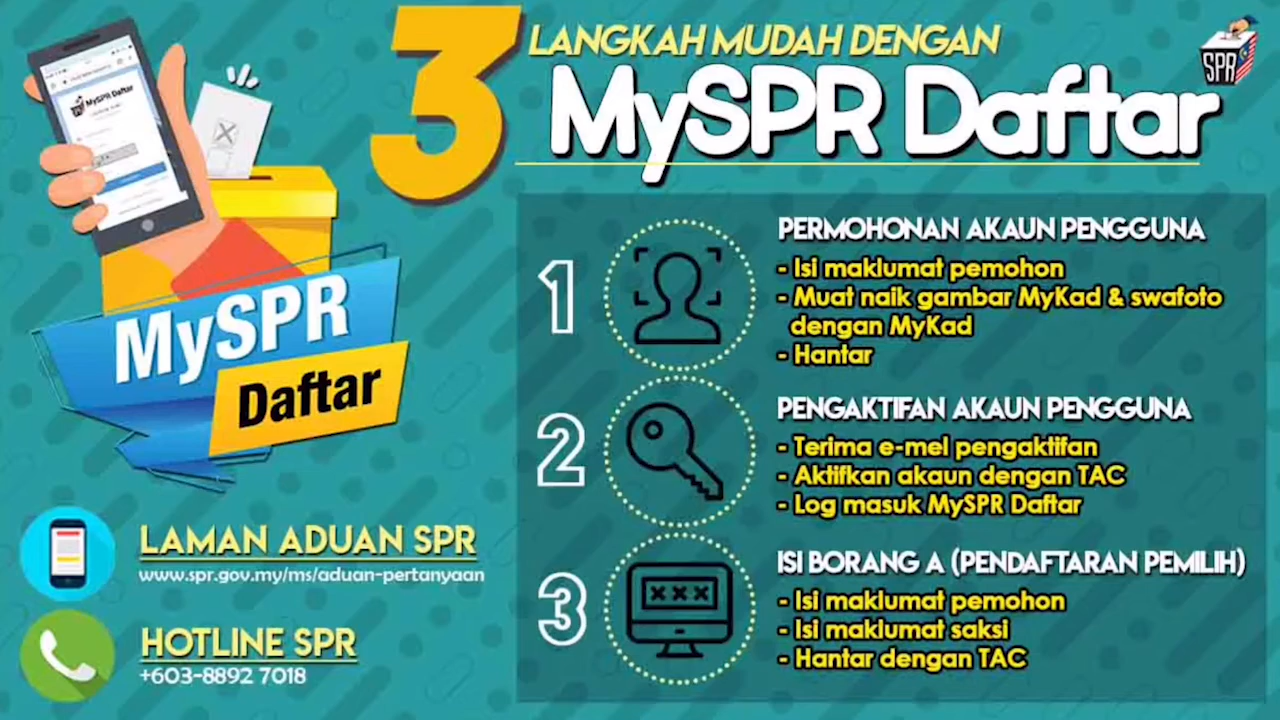 3 LANGKAH MUDAH DENGAN
MySPR Daftar
SPR
MySPR Daftar
MySPR
Daftar
1
PERMOHONAN AKAUN PENGGUNA
- Isi maklumat pemohon
- Muat naik gambar MyKad & swafoto
dengan MyKad
- Hantar
2
PENGAKTIFAN AKAUN PENGGUNA
- Terima e-mel pengaktifan
- Aktifkan akaun dengan TAC
- Log masuk MySPR Daftar
3
ISI BORANG A (PENDAFTARAN PEMILIH)
- Isi maklumat pemohon
- Isi maklumat saksi
- Hantar dengan TAC
LAMAN ADUAN SPR
www.spr.gov.my/ms/aduan-pertanyaan
HOTLINE SPR
+603-8892 7018